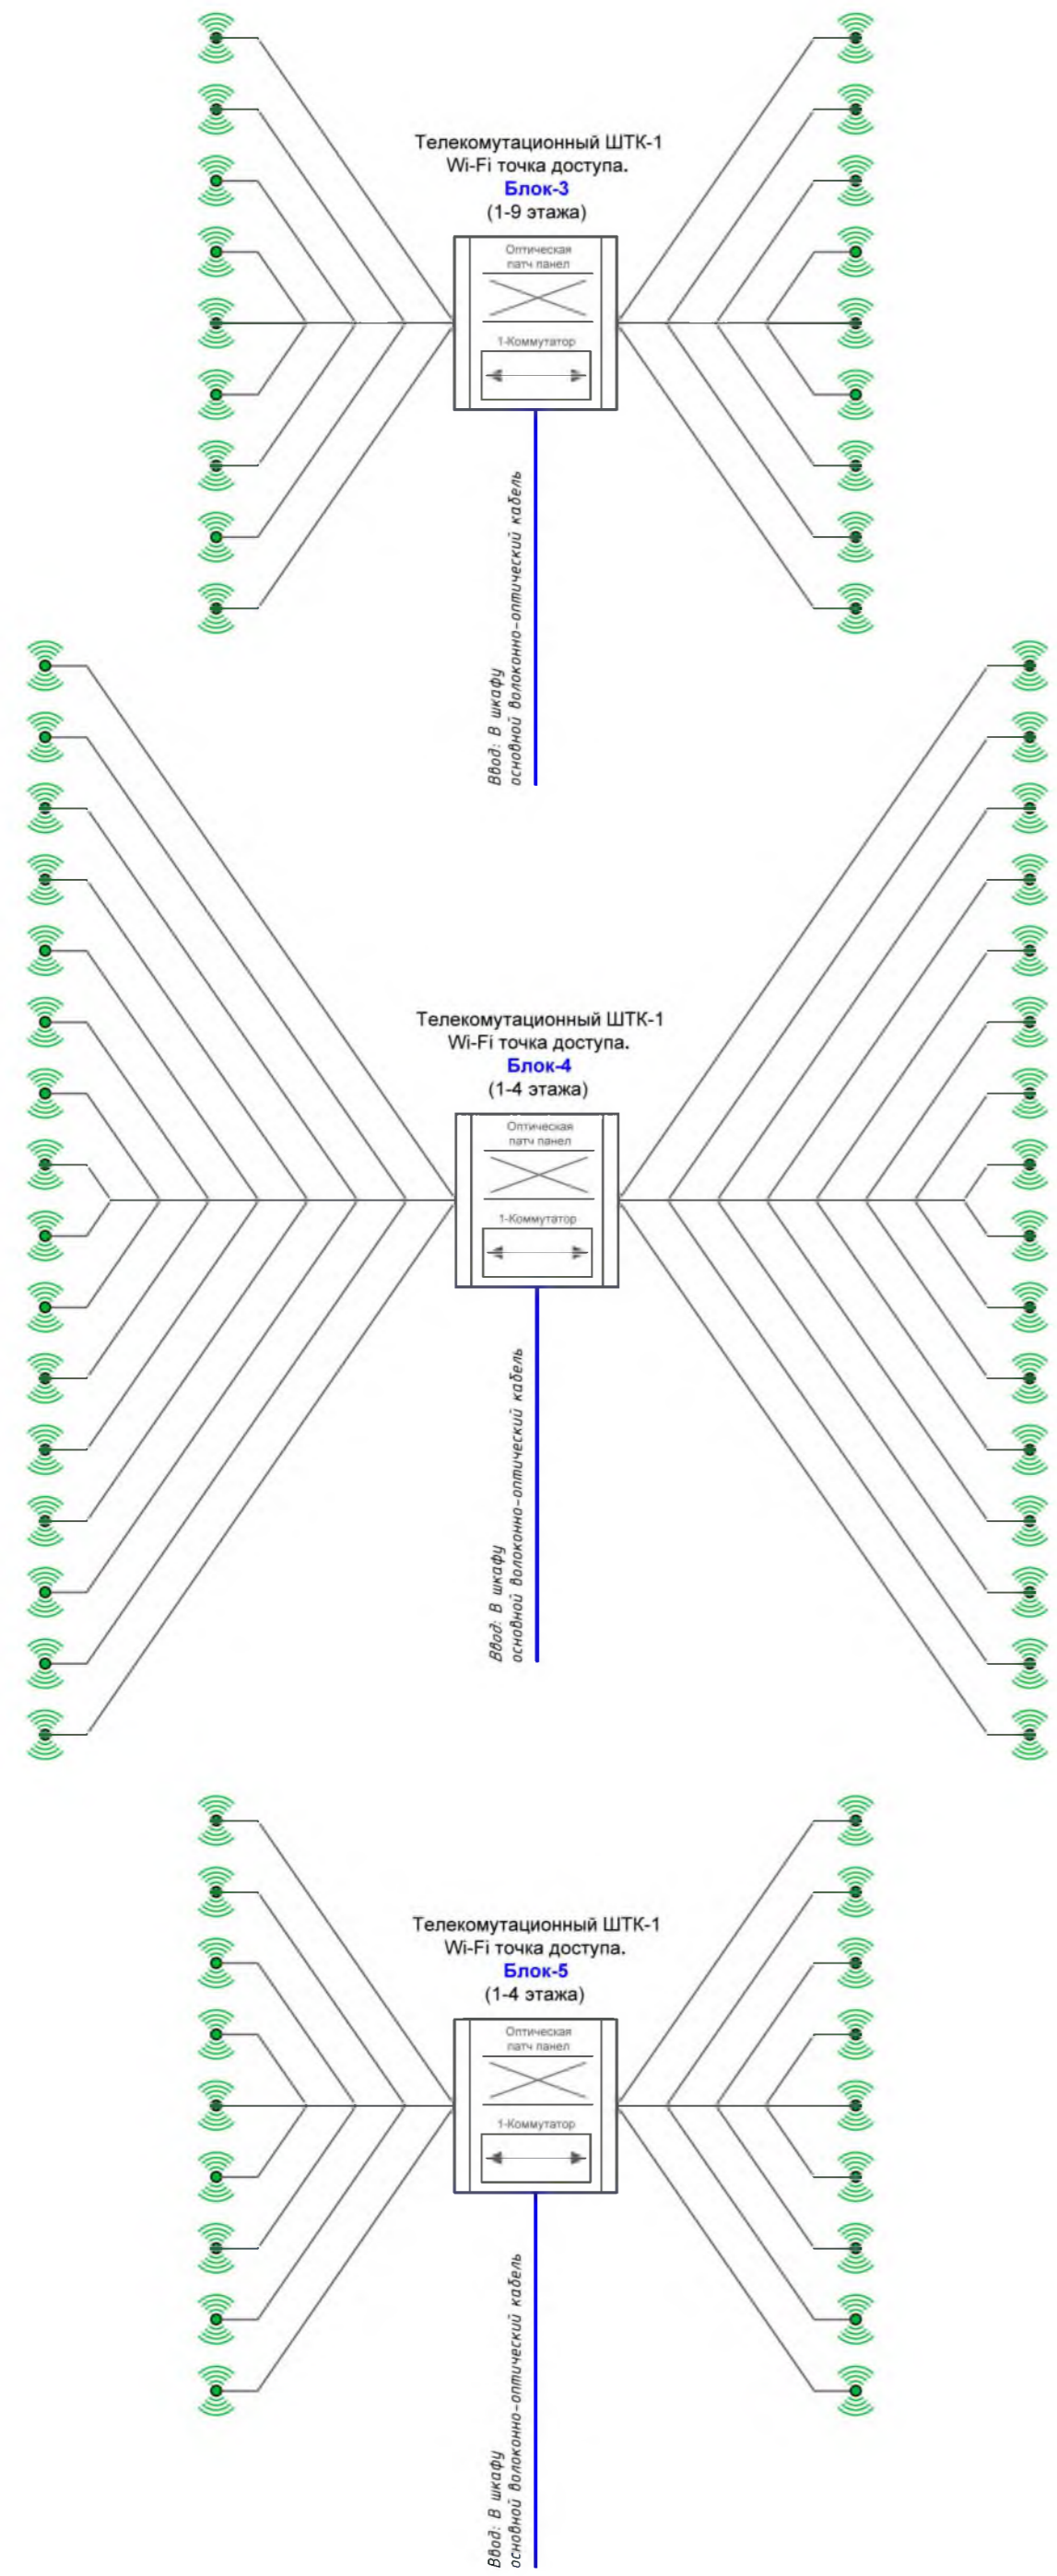 Телекомутационный ШТК-1
Wi-Fi точка доступа.
Блок-3
(1-9 этажа)
Оптическая
патч панел
1-Коммутатор
Ввод: В шкафу
основной волоконно-оптический кабель
Телекомутационный ШТК-1
Wi-Fi точка доступа.
Блок-4
(1-4 этажа)
Оптическая
патч панел
1-Коммутатор
Ввод: В шкафу
основной волоконно-оптический кабель
Телекомутационный ШТК-1
Wi-Fi точка доступа.
Блок-5
(1-4 этажа)
Оптическая
патч панел
1-Коммутатор
Ввод: В шкафу
основной волоконно-оптический кабель